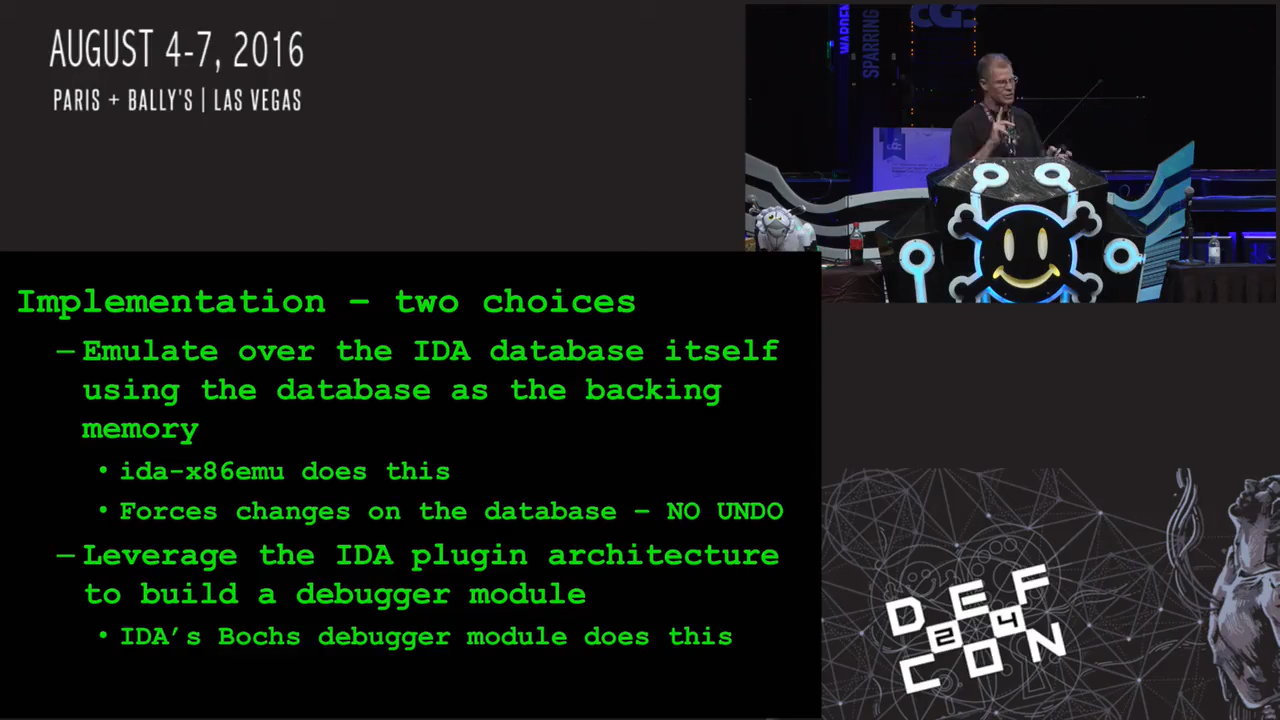 AUGUST 4-7, 2016
PARIS + BALLY'S | LAS VEGAS
SPARRING
Implementation – two choices
– Emulate over the IDA database itself
using the database as the backing
memory
• ida-x86emu does this
• Forces changes on the database – NO UNDO
– Leverage the IDA plugin architecture
to build a debugger module
• IDA’s Bochs debugger module does this
DEF
24
CON